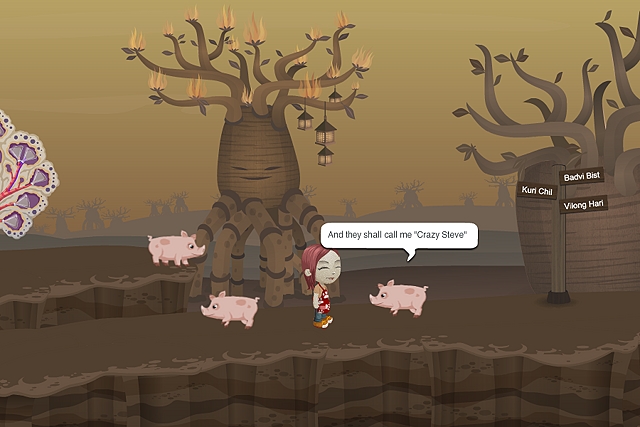 And they shall call me "Crazy Steve"
Badvi Bist
Kuri Chil
Vilong Hari